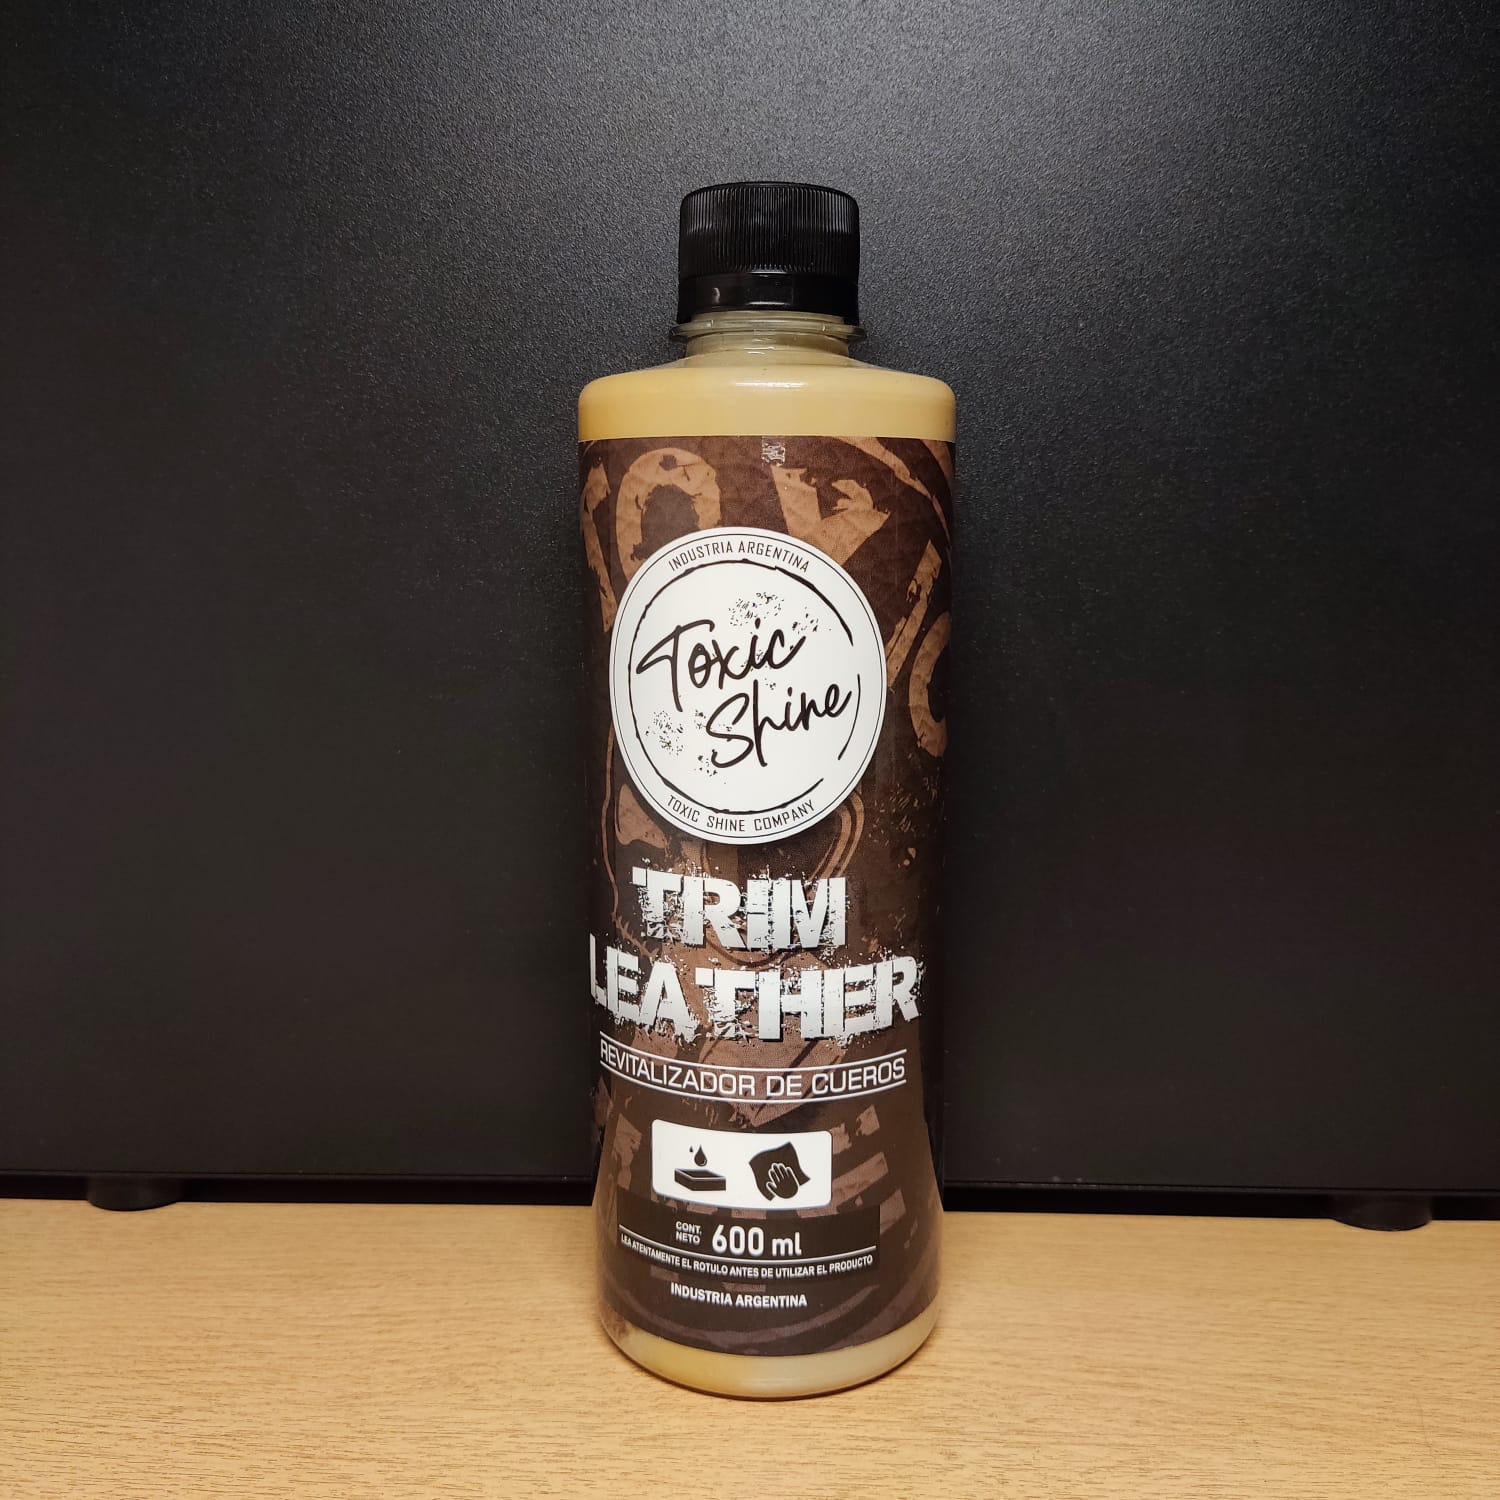 INDUSTRIA ARGENTINA
Toxic
Shine
TOXIC SHINE COMPANY
TRIM
LEATHER
REVITALIZADOR DE CUEROS
CONT.
NETO 600 ml
LEA ATENTAMENTE EL ROTULO ANTES DE UTILIZAR EL PRODUCTO
INDUSTRIA ARGENTINA